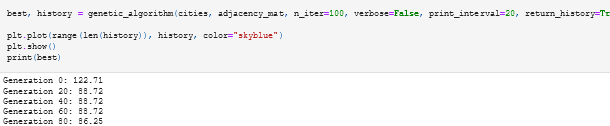 best, history = genetic_algorithm(cities, adjacency_mat, n_iter=100, verbose=False, print_interval=20, return_history=Tr
plt.plot(range(len(history)), history, color="skyblue")
plt.show()
print(best)
Generation 0: 122.71
Generation 20: 88.72
Generation 40: 88.72
Generation 60: 88.72
Generation 80: 86.25